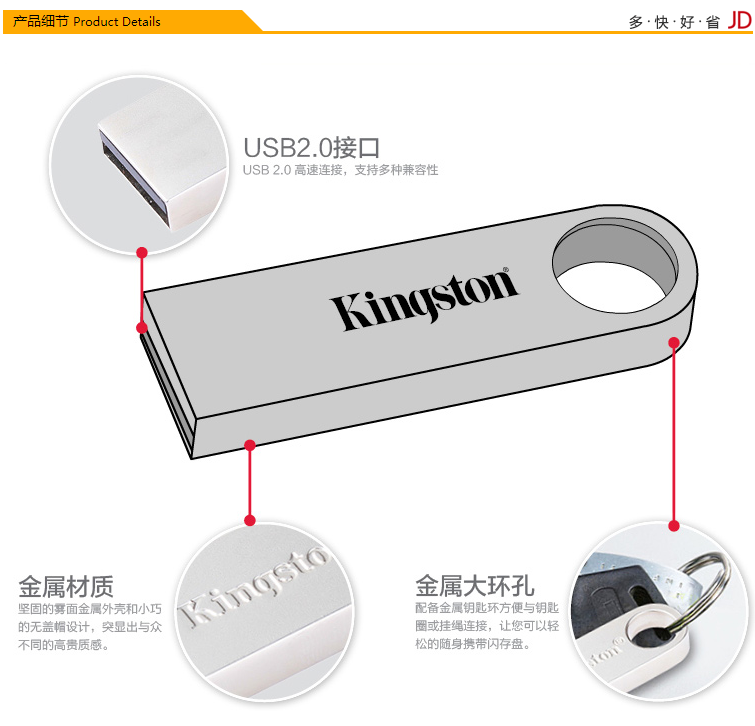 产品细节 Product Details
多·快·好·省 JD
USB2.0接口
USB 2.0 高速连接，支持多种兼容性
Kingston®
金属材质
坚固的雾面金属外壳和小巧
的无盖帽设计，突显出与众
不同的高贵质感。
Kingsto
金属大环孔
配备金属钥匙环方便与钥匙
圈或挂绳连接，让您可以轻
松的随身携带闪存盘。
ston